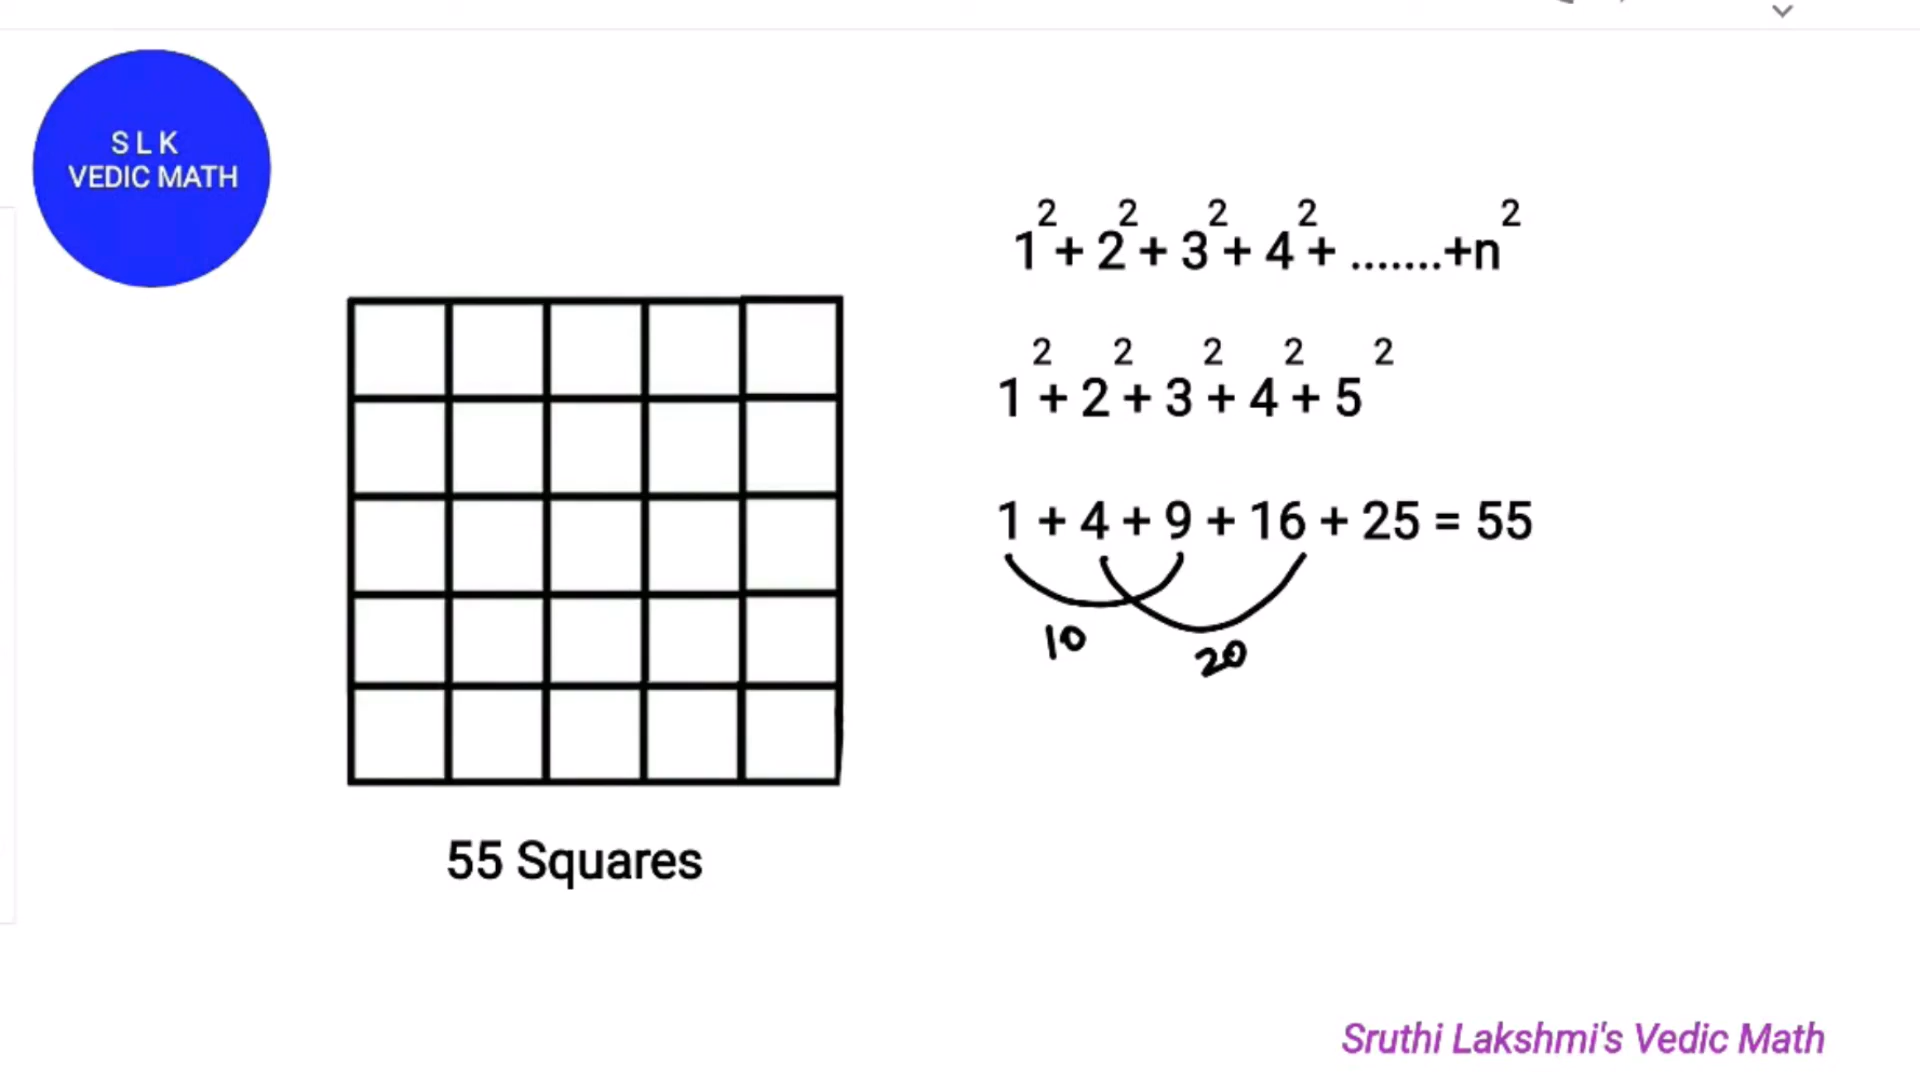 S L K
VEDIC MATH
1² + 2² + 3² + 4² + .......+n²
1² + 2² + 3² + 4² + 5²
1 + 4 + 9 + 16 + 25 = 55
10
20
55 Squares
Sruthi Lakshmi's Vedic Math